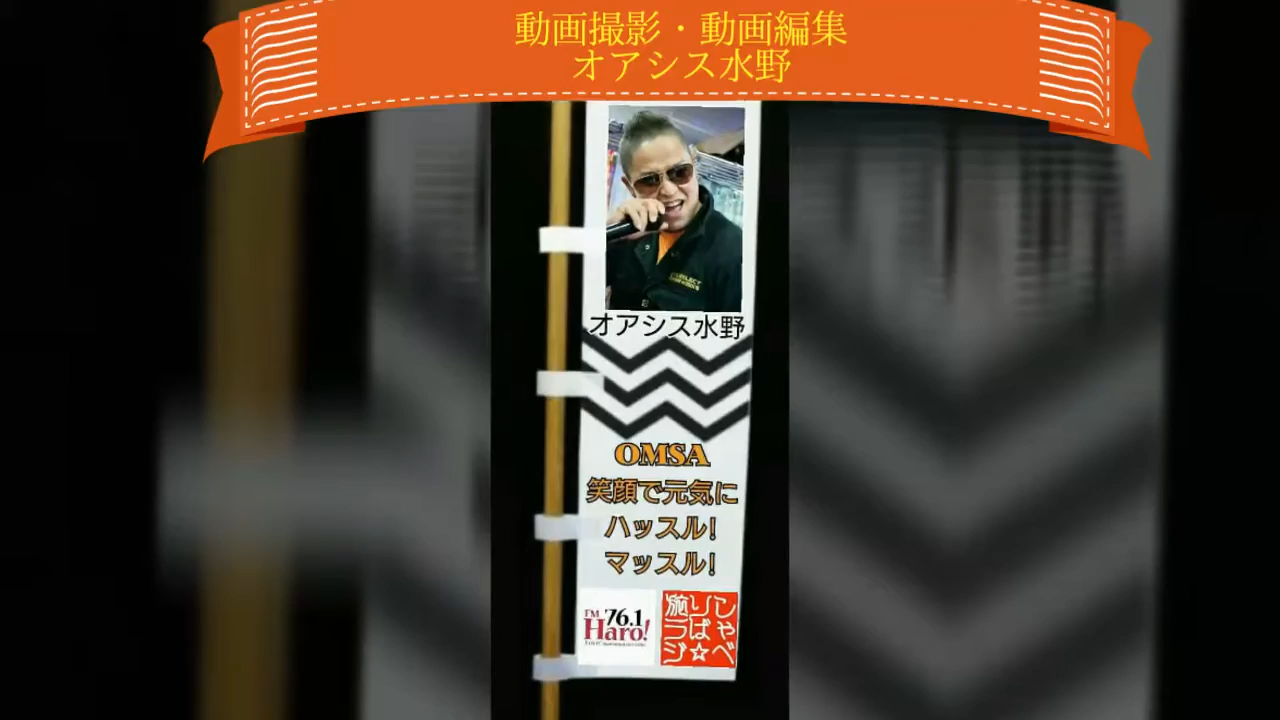 動画撮影・動画編集
オアシス水野
オアシス水野
OMSA
笑顔で元気に
ハッスル!
マッスル!
FM 76.1
Haro!
しゃべ
りば☆
旅ラジ